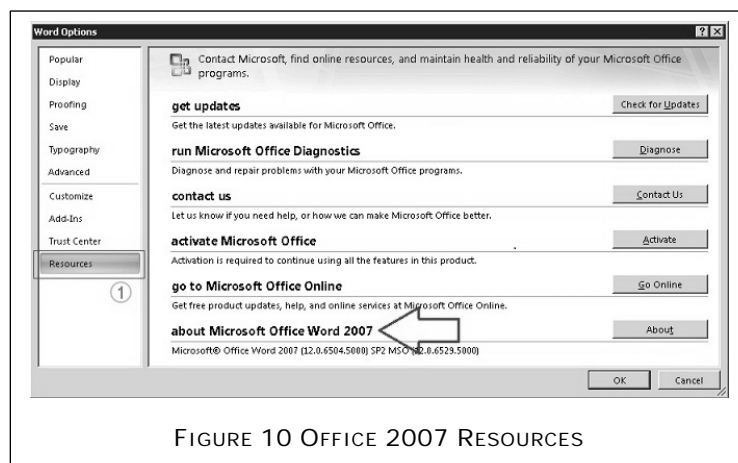 Word Options
Popular
Display
Proofing
Save
Typography
Advanced
Customize
Add-Ins
Trust Center
Resources
1
Contact Microsoft, find online resources, and maintain health and reliability of your Microsoft Office
programs.
get updates
Check for Updates
Get the latest updates available for Microsoft Office.
run Microsoft Office Diagnostics
Diagnose
Diagnose and repair problems with your Microsoft Office programs.
contact us
Contact Us
Let us know if you need help, or how we can make Microsoft Office better.
activate Microsoft Office
Activate
Activation is required to continue using all the features in this product.
go to Microsoft Office Online
Go Online
Get free product updates, help, and online services at Microsoft Office Online.
about Microsoft Office Word 2007
About
Microsoft® Office Word 2007 (12.0.6504.5000) SP2 MSO (12.0.6529.5000)
OK
Cancel
FIGURE 10 OFFICE 2007 RESOURCES